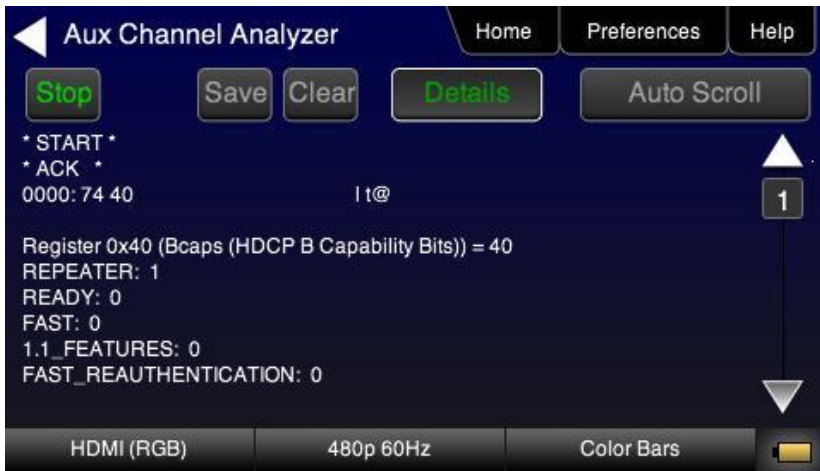 Aux Channel Analyzer Home Preferences Help
Stop Save Clear Details Auto Scroll
* START *
* ACK *
0000: 74 40 | t@
1
Register 0x40 (Bcaps (HDCP B Capability Bits)) = 40
REPEATER: 1
READY: 0
FAST: 0
1.1_FEATURES: 0
FAST_REAUTHENTICATION: 0
HDMI (RGB) 480p 60Hz Color Bars